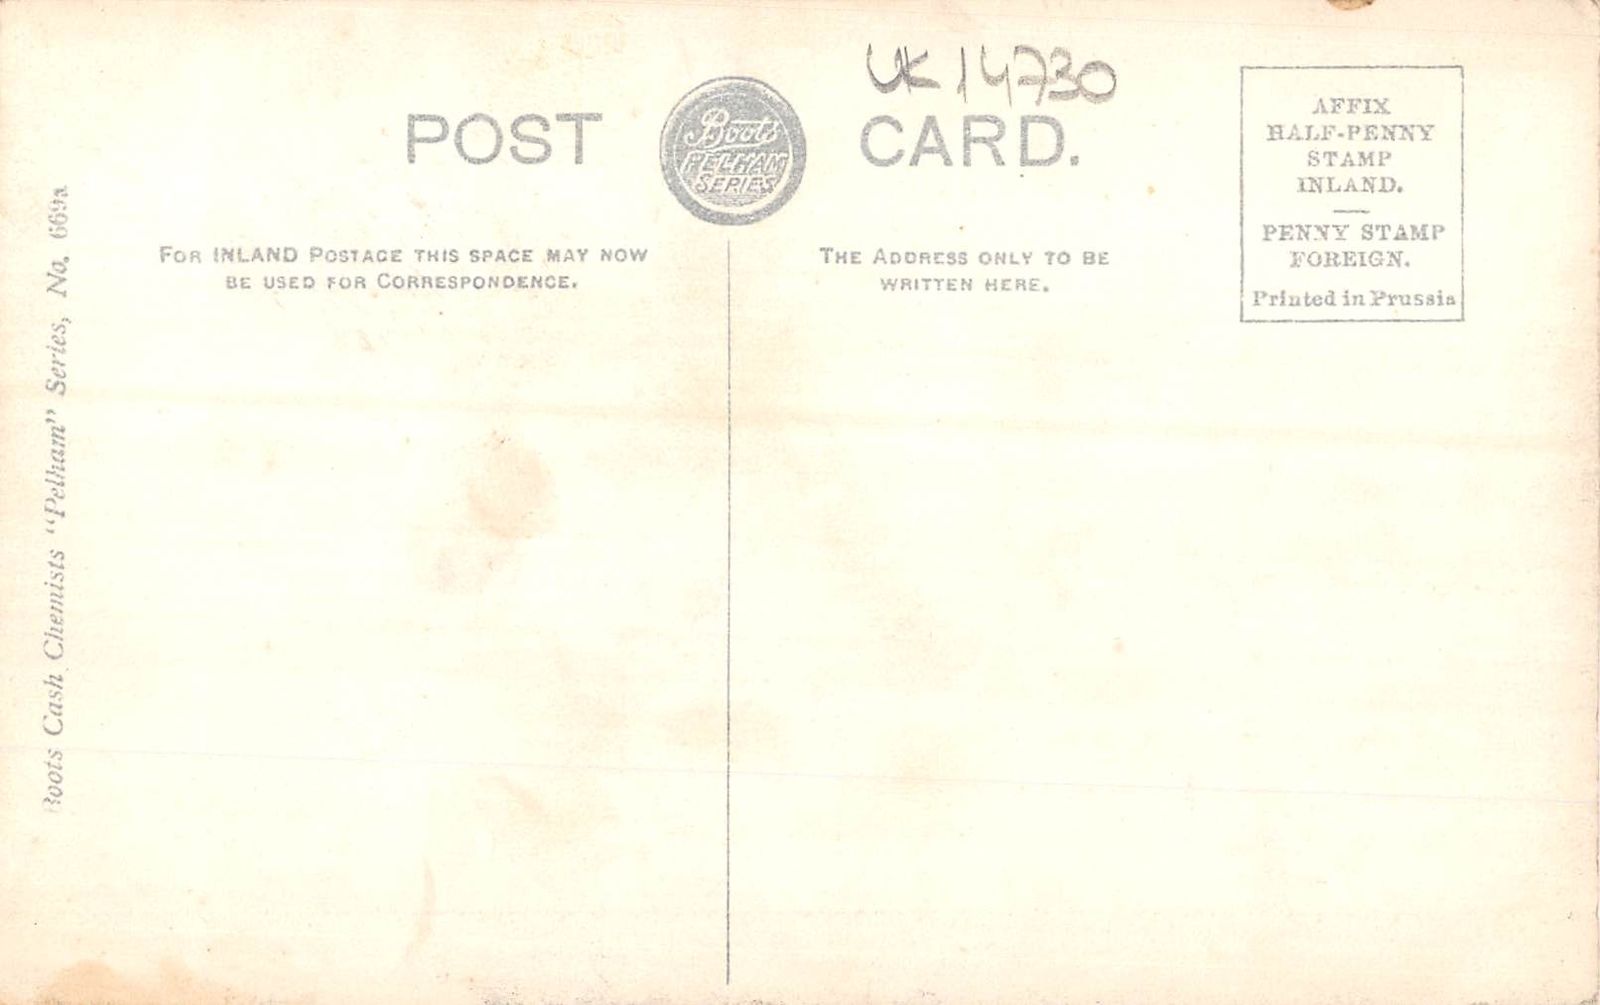 UK 14730
POST CARD.
Boots
PELHAM
SERIES
FOR INLAND POSTAGE THIS SPACE MAY NOW
BE USED FOR CORRESPONDENCE.
THE ADDRESS ONLY TO BE
WRITTEN HERE.
AFFIX
HALF-PENNY
STAMP
INLAND.
PENNY STAMP
FOREIGN.
Printed in Prussia
Boots Cash Chemists "Pelham" Series, No. 669a